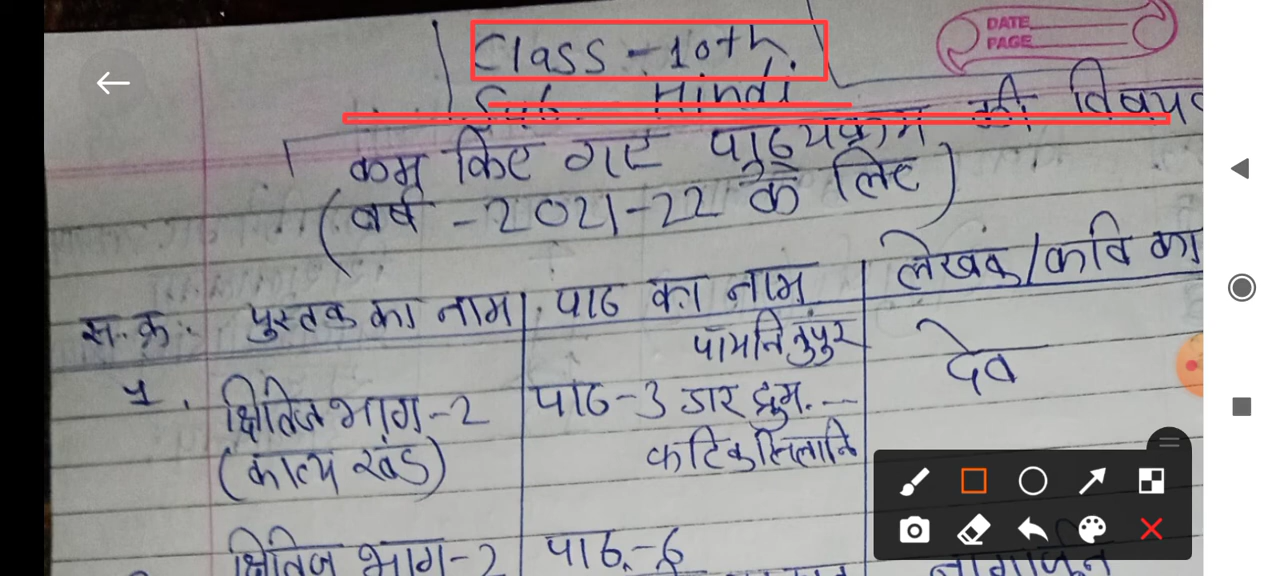 Class - 10th
DATE
PAGE
Sub - Hindi
कम किए गए पाठ्यक्रम की विषय
(वर्ष - 2021-22 के लिए)
स. क्र. पुस्तक का नाम पाठ का नाम लेखक/कवि का
पांयनि नुपुर
1. क्षितिज भाग-2 पाठ-3 डार द्रुम. — देव
(काव्य खंड) कटि किंलानि
क्षितिज भाग-2 पाठ-6